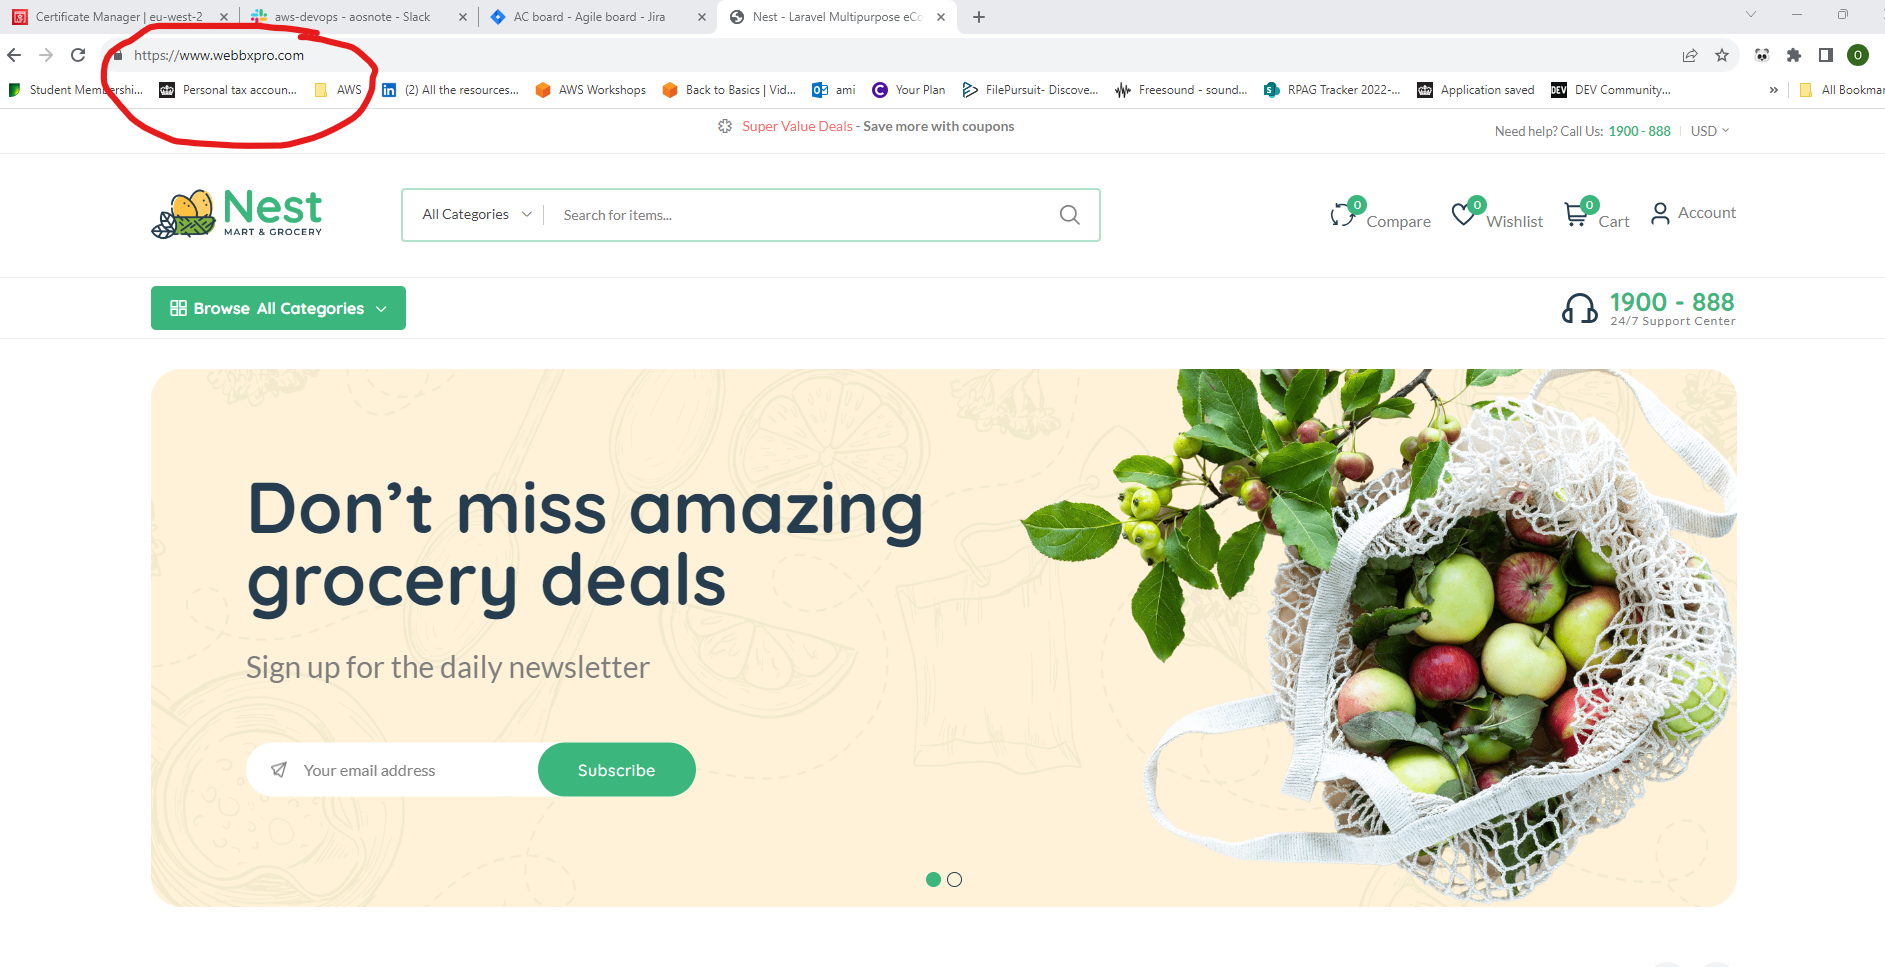 Certificate Manager | eu-west-2
aws-devops - aosnote - Slack
AC board - Agile board - Jira
Nest - Laravel Multipurpose eCo
https://www.webbxpro.com
O
Student Membershi...
Personal tax accoun...
AWS
(2) All the resources...
AWS Workshops
Back to Basics | Vid...
ami
Your Plan
FilePursuit- Discove...
Freesound - sound...
RPAG Tracker 2022-...
Application saved
DEV
DEV Community...
»
All Bookmar
Super Value Deals - Save more with coupons
Need help? Call Us: 1900 - 888
USD
Nest
MART & GROCERY
All Categories
Search for items...
0
Compare
0
Wishlist
0
Cart
Account
Browse All Categories
1900 - 888
24/7 Support Center
Don’t miss amazing
grocery deals
Sign up for the daily newsletter
Your email address
Subscribe